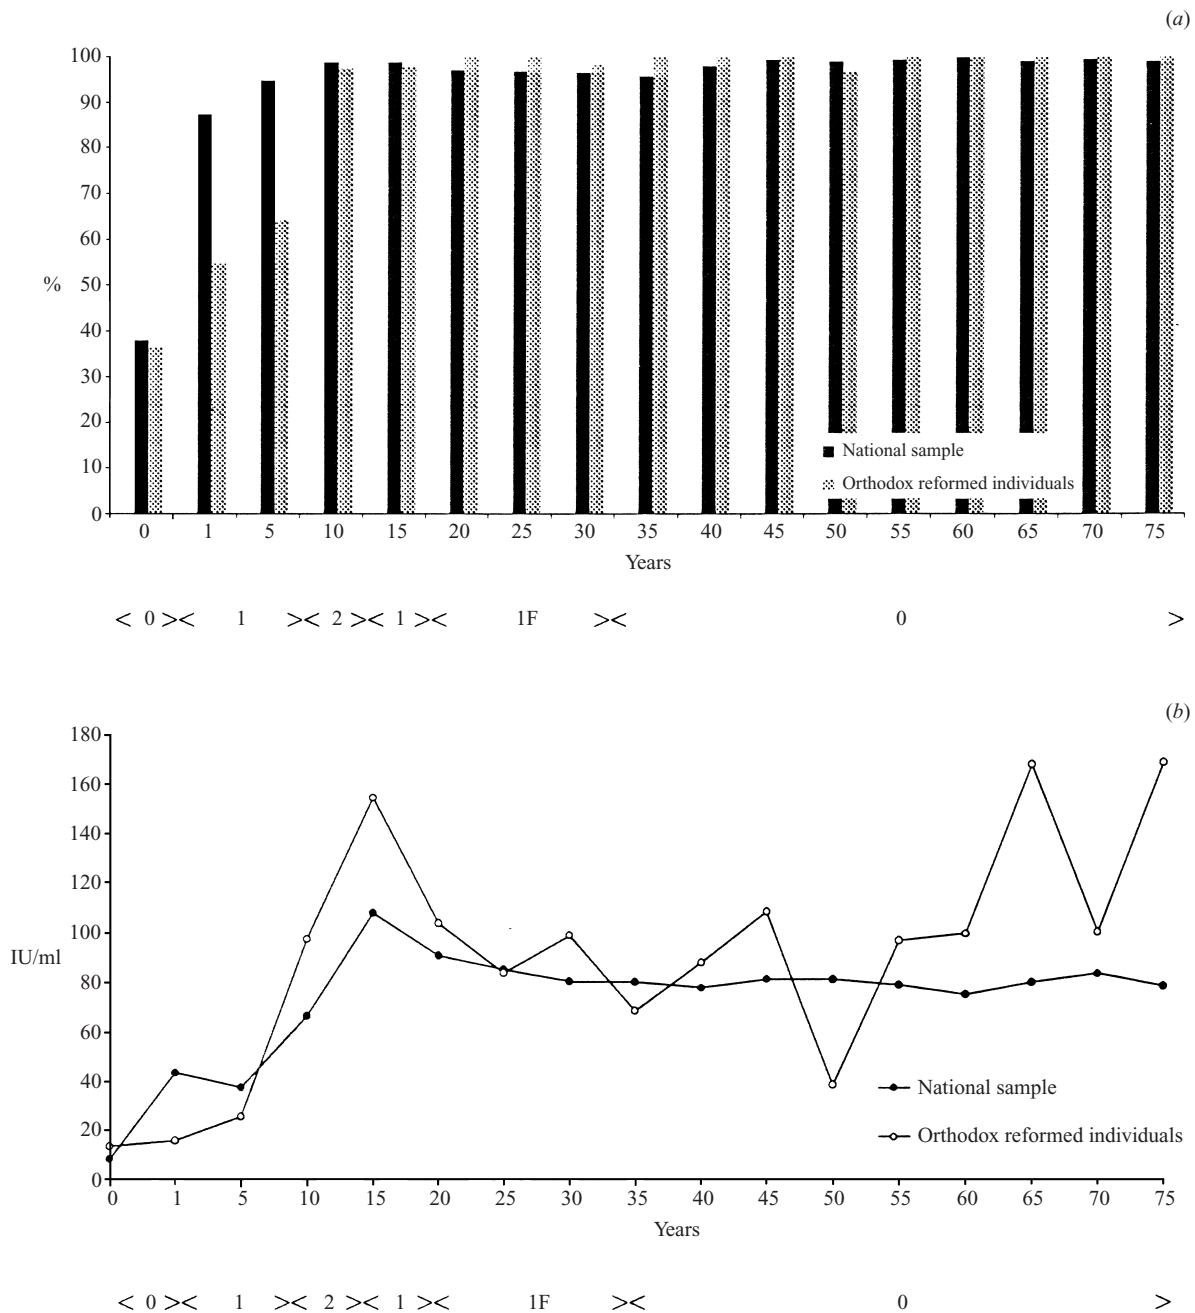 (a)
100
90
80
70
60
%
50
40
30
20
National sample
10
Orthodox reformed individuals
0
0 1 5 10 15 20 25 30 35 40 45 50 55 60 65 70 75
Years
< 0 >< 1 >< 2 >< 1 >< 1F >< 0 >
(b)
180
160
140
120
100
IU/ml
80
60
40
National sample
20
Orthodox reformed individuals
0
0 1 5 10 15 20 25 30 35 40 45 50 55 60 65 70 75
Years
< 0 >< 1 >< 2 >< 1 >< 1F >< 0 >